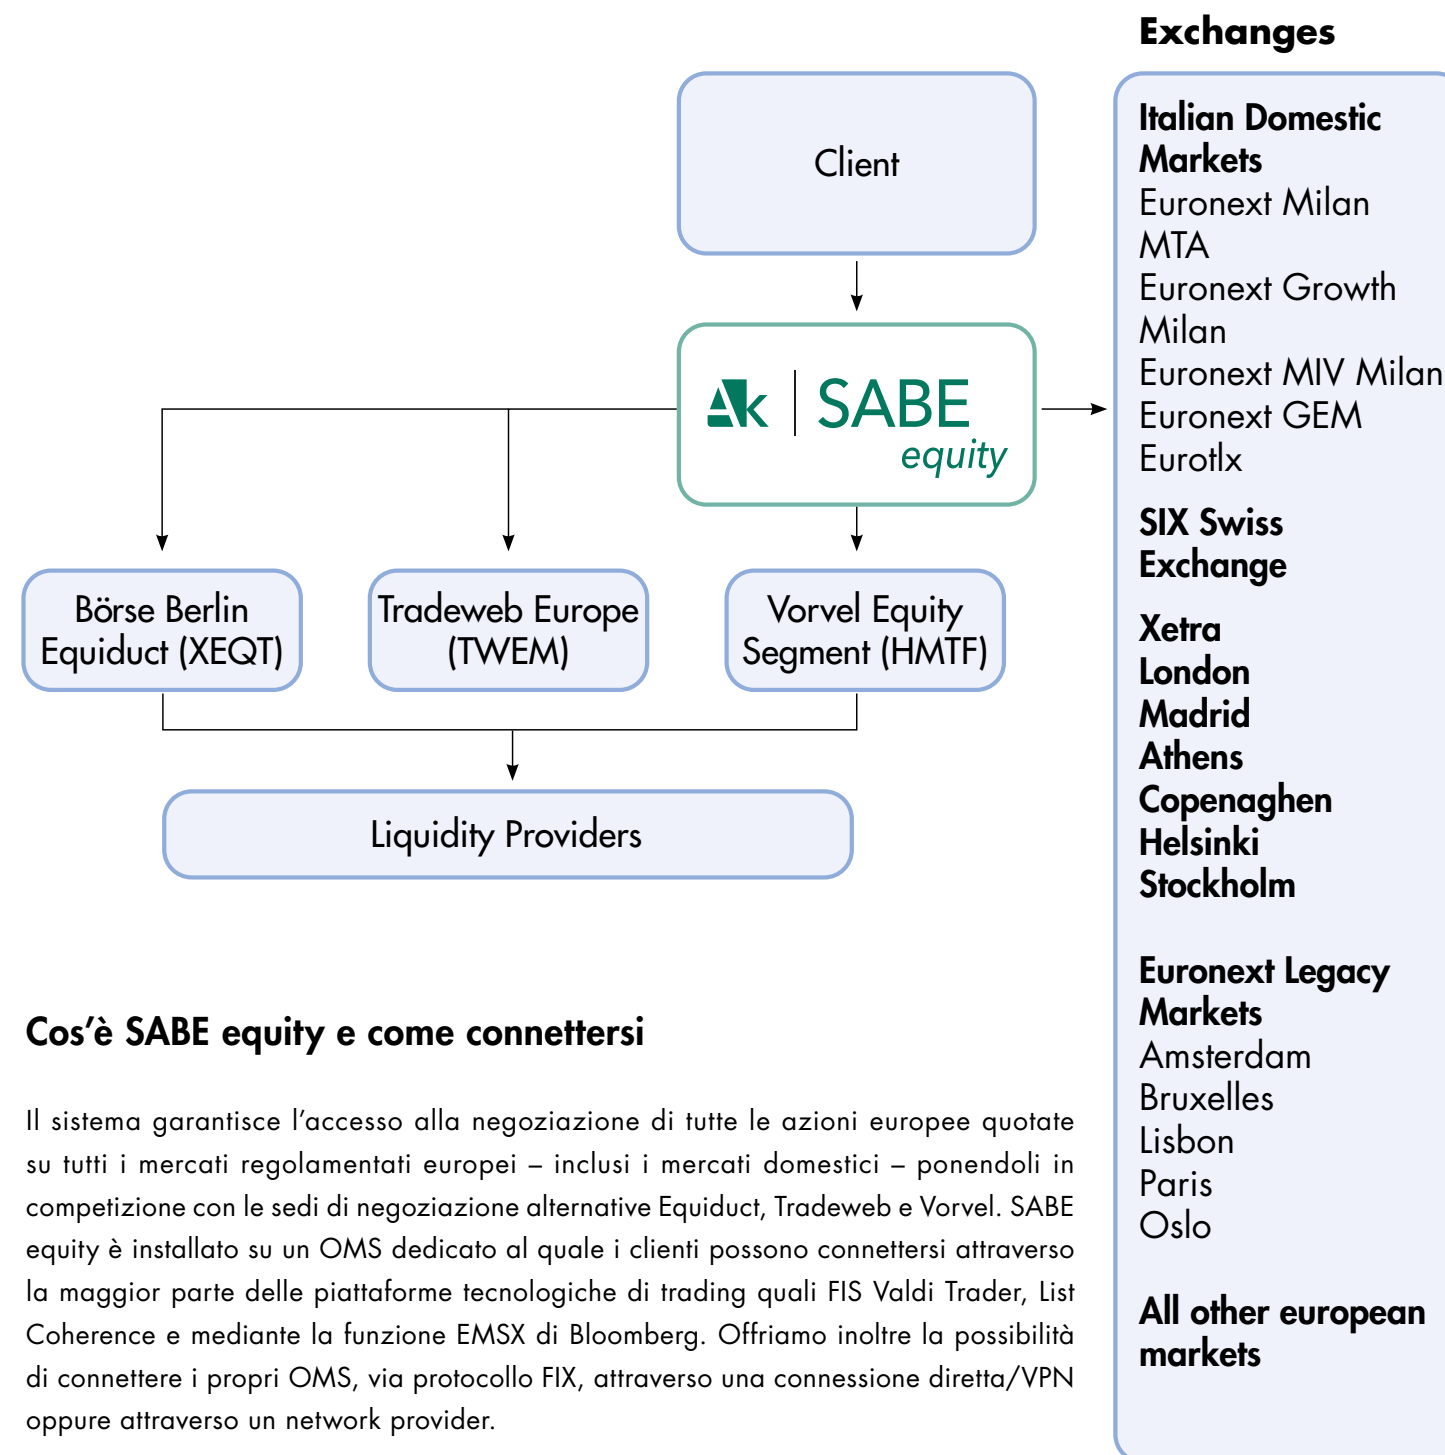 Exchanges
Client
AK | SABE
equity
Börse Berlin
Equiduct (XEQT)
Tradeweb Europe
(TWEM)
Vorvel Equity
Segment (HMTF)
Liquidity Providers
Italian Domestic
Markets
Euronext Milan
MTA
Euronext Growth
Milan
Euronext MIV Milan
Euronext GEM
Eurotlx
SIX Swiss
Exchange
Xetra
London
Madrid
Athens
Copenaghen
Helsinki
Stockholm
Euronext Legacy
Markets
Amsterdam
Bruxelles
Lisbon
Paris
Oslo
All other european
markets
Cos’è SABE equity e come connettersi
Il sistema garantisce l’accesso alla negoziazione di tutte le azioni europee quotate
su tutti i mercati regolamentati europei – inclusi i mercati domestici – ponendoli in
competizione con le sedi di negoziazione alternative Equiduct, Tradeweb e Vorvel. SABE
equity è installato su un OMS dedicato al quale i clienti possono connettersi attraverso
la maggior parte delle piattaforme tecnologiche di trading quali FIS Valdi Trader, List
Coherence e mediante la funzione EMSX di Bloomberg. Offriamo inoltre la possibilità
di connettere i propri OMS, via protocollo FIX, attraverso una connessione diretta/VPN
oppure attraverso un network provider.